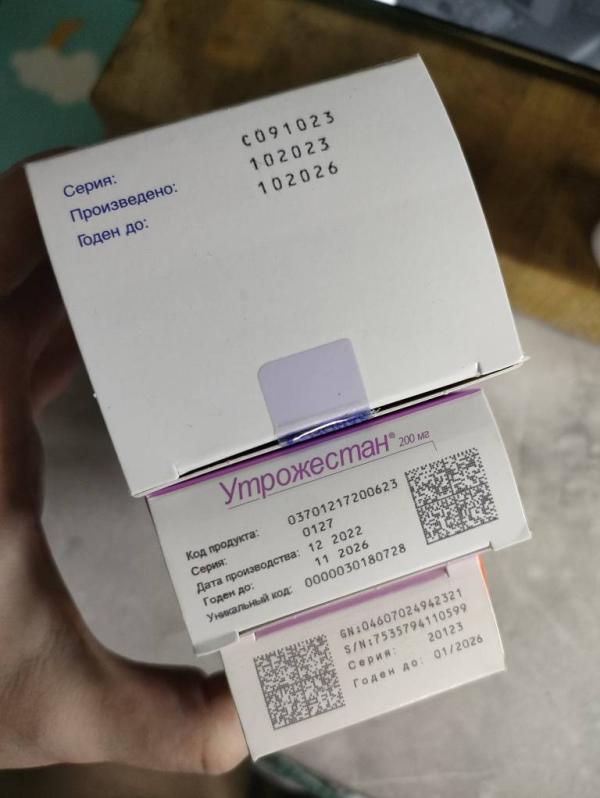 Серия: C091023
Произведено: 102023
Годен до: 102026
Утрожестан® 200 мг
Код продукта: 03701217200623
Серия: 0127
Дата производства: 12 2022
Годен до: 11 2026
Уникальный код: 0000030180728
GN:04607024942321
S/N:7535794110599
Серия: 20123
Годен до: 01/2026